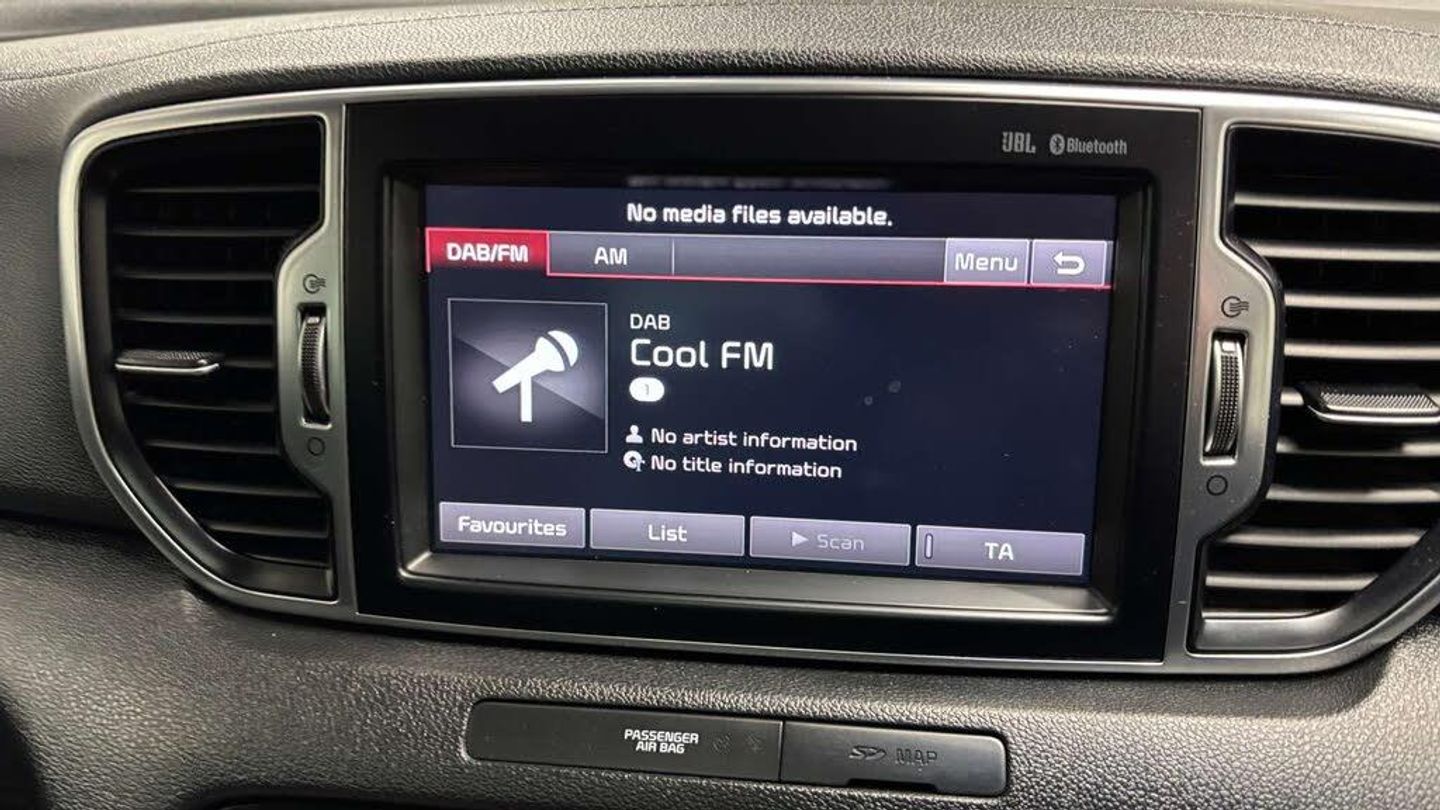 JBL Bluetooth
No media files available.
DAB/FM AM Menu
DAB
Cool FM
1
No artist information
No title information
Favourites List Scan TA
PASSENGER
AIR BAG
SD MAP